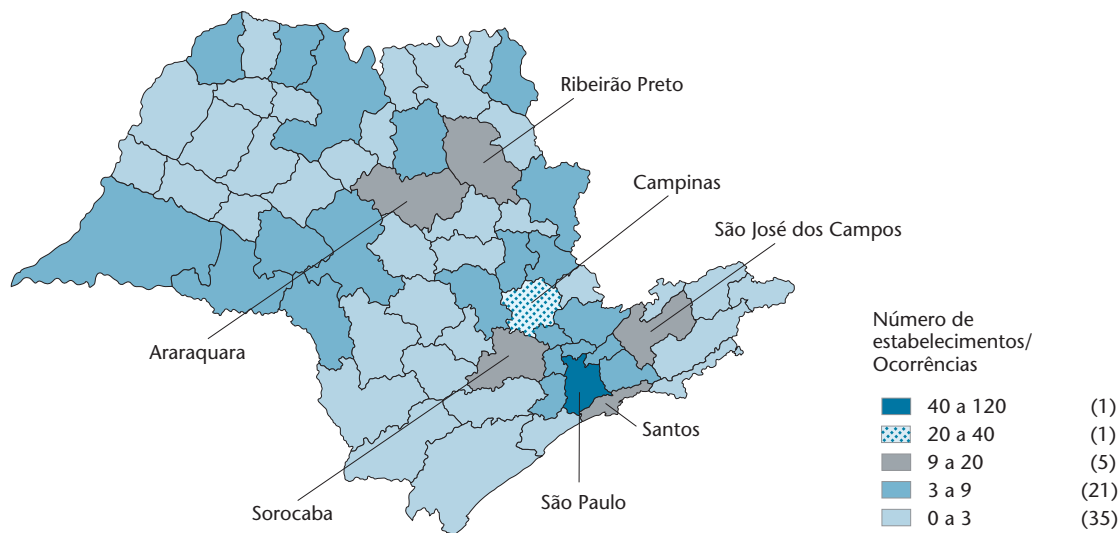 Ribeirão Preto
Campinas
São José dos Campos
Araraquara
Sorocaba
São Paulo
Santos
Número de
estabelecimentos/
Ocorrências
40 a 120 (1)
20 a 40 (1)
9 a 20 (5)
3 a 9 (21)
0 a 3 (35)